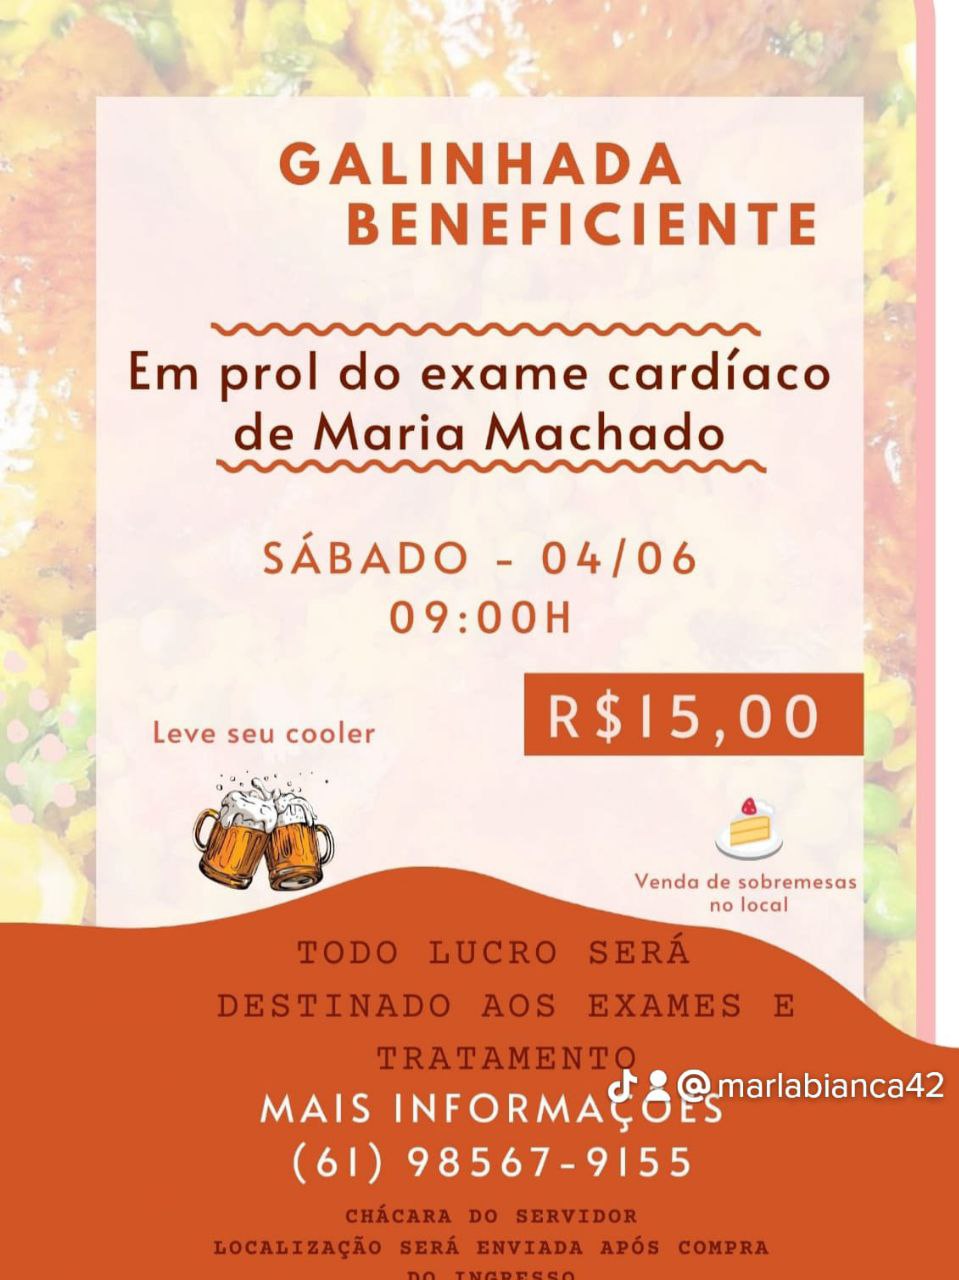 GALINHADA
BENEFICIENTE
Em prol do exame cardíaco
de Maria Machado
SÁBADO - 04/06
09:00H
R$15,00
Leve seu cooler
Venda de sobremesas
no local
TODO LUCRO SERÁ
DESTINADO AOS EXAMES E
TRATAMENTO
@marlabianca42
MAIS INFORMAÇÕES
(61) 98567-9155
CHÁCARA DO SERVIDOR
LOCALIZAÇÃO SERÁ ENVIADA APÓS COMPRA
DO INGRESSO